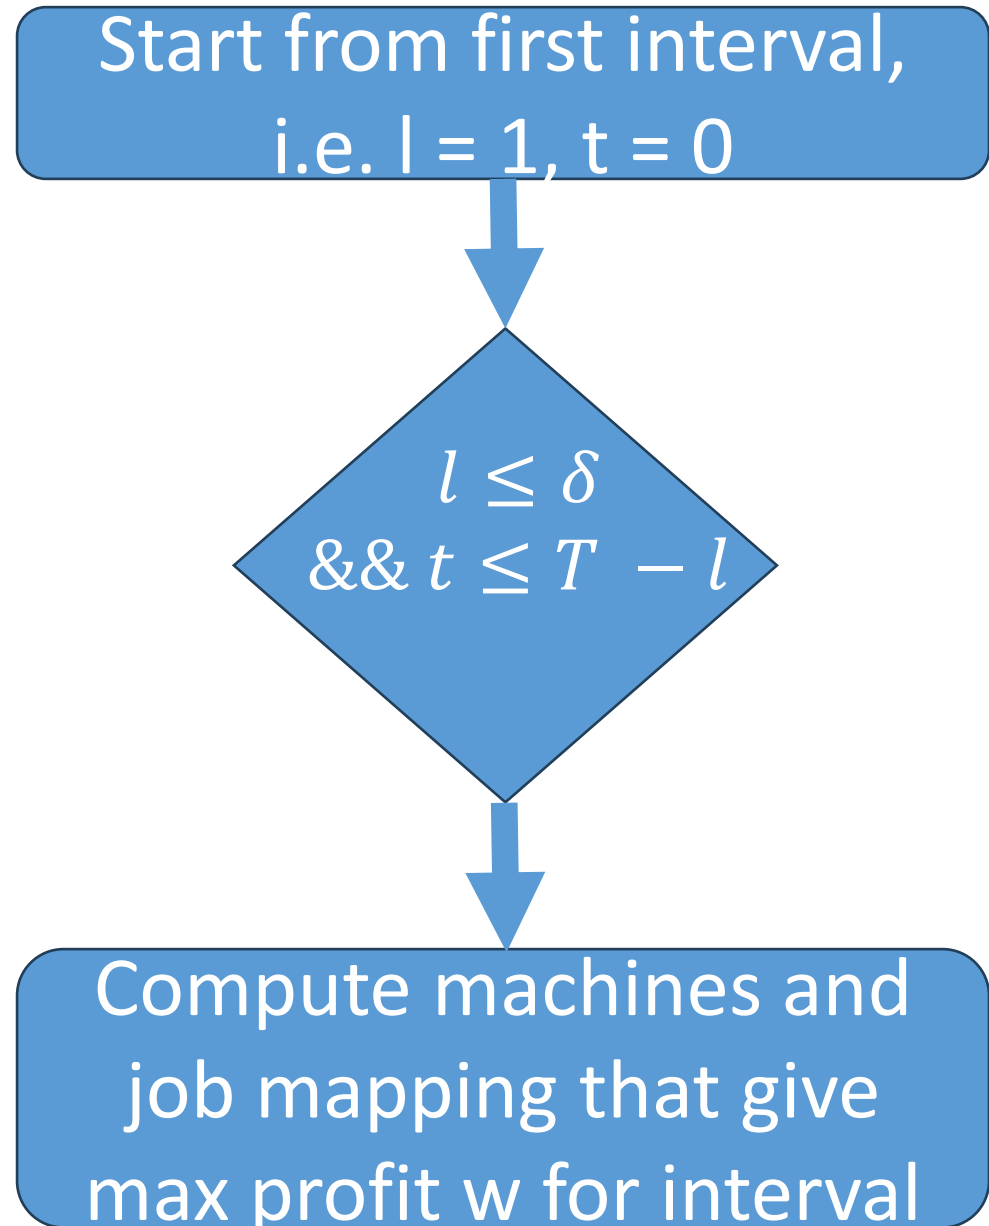 Start from first interval,
i.e. l = 1, t = 0
l ≤ δ
&& t ≤ T − l
Compute machines and
job mapping that give
max profit w for interval